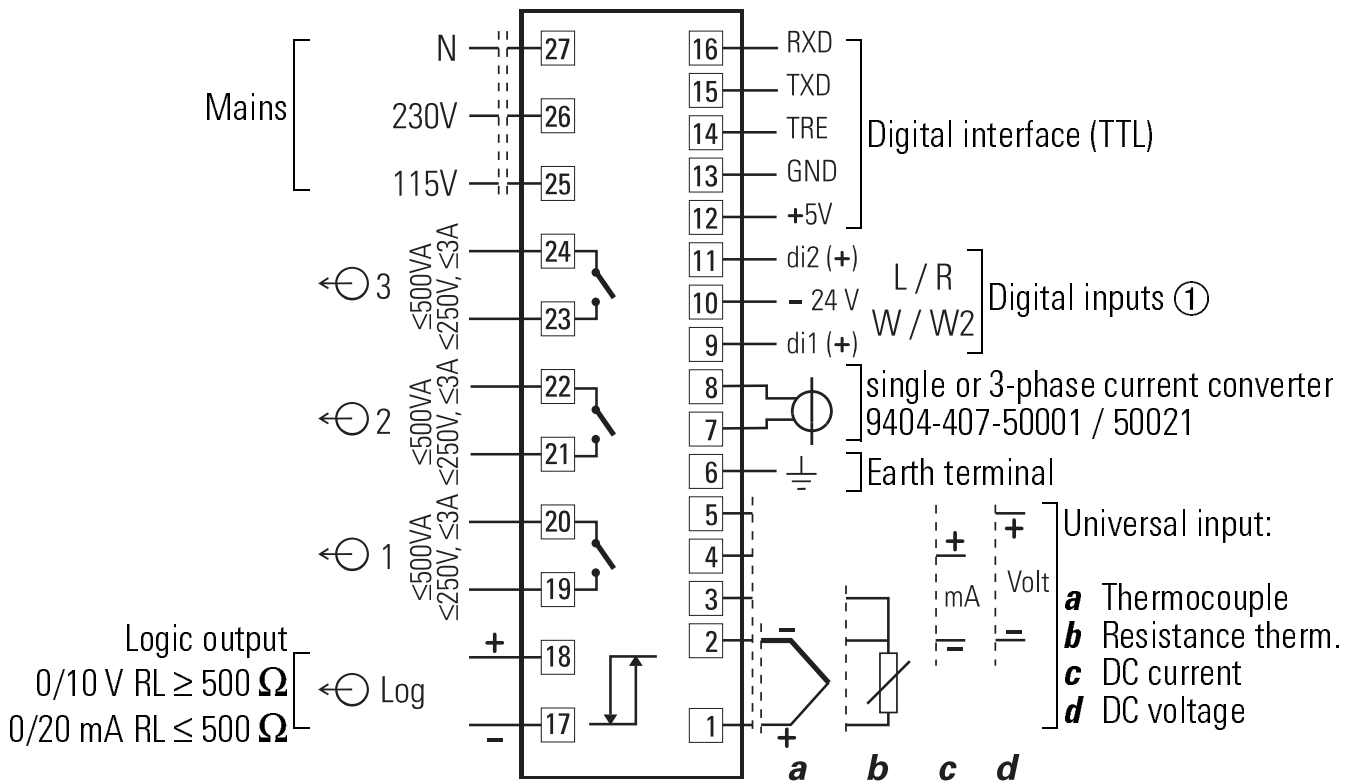 Mains
N
27
230V
26
115V
25
3
≤500VA
≤250V, ≤3A
24
23
2
≤500VA
≤250V, ≤3A
22
21
1
≤500VA
≤250V, ≤3A
20
19
Logic output
0/10 V RL ≥ 500 Ω
0/20 mA RL ≤ 500 Ω
Log
+
18
17
–
16 RXD
15 TXD
14 TRE
13 GND
12 +5V
Digital interface (TTL)
11 di2 (+)
10 – 24 V
9 di1 (+)
L / R
W / W2
Digital inputs ①
8
7
single or 3-phase current converter
9404-407-50001 / 50021
6
Earth terminal
5
4
3
2
1
–
+
+
mA
–
+
Volt
–
Universal input:
a Thermocouple
b Resistance therm.
c DC current
d DC voltage
a b c d